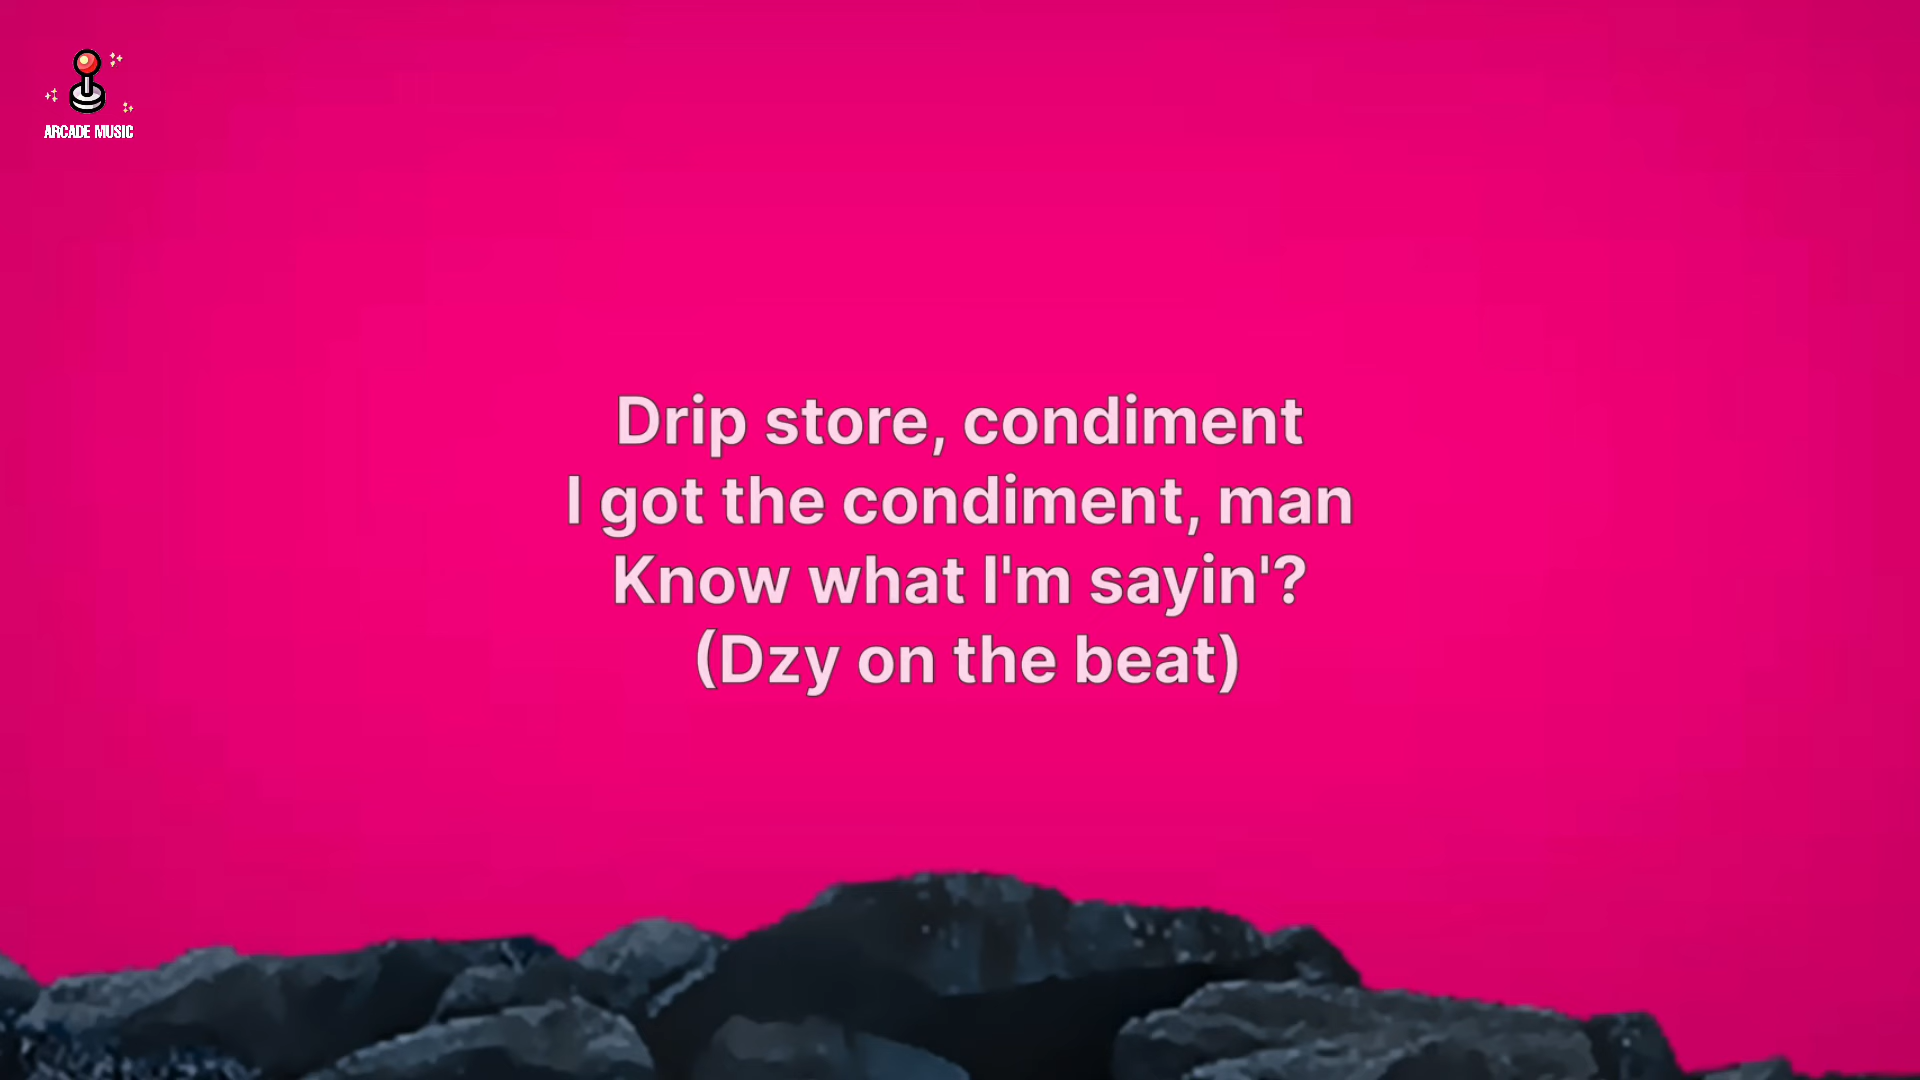 ARCADE MUSIC
Drip store, condiment
I got the condiment, man
Know what I'm sayin'?
(Dzy on the beat)